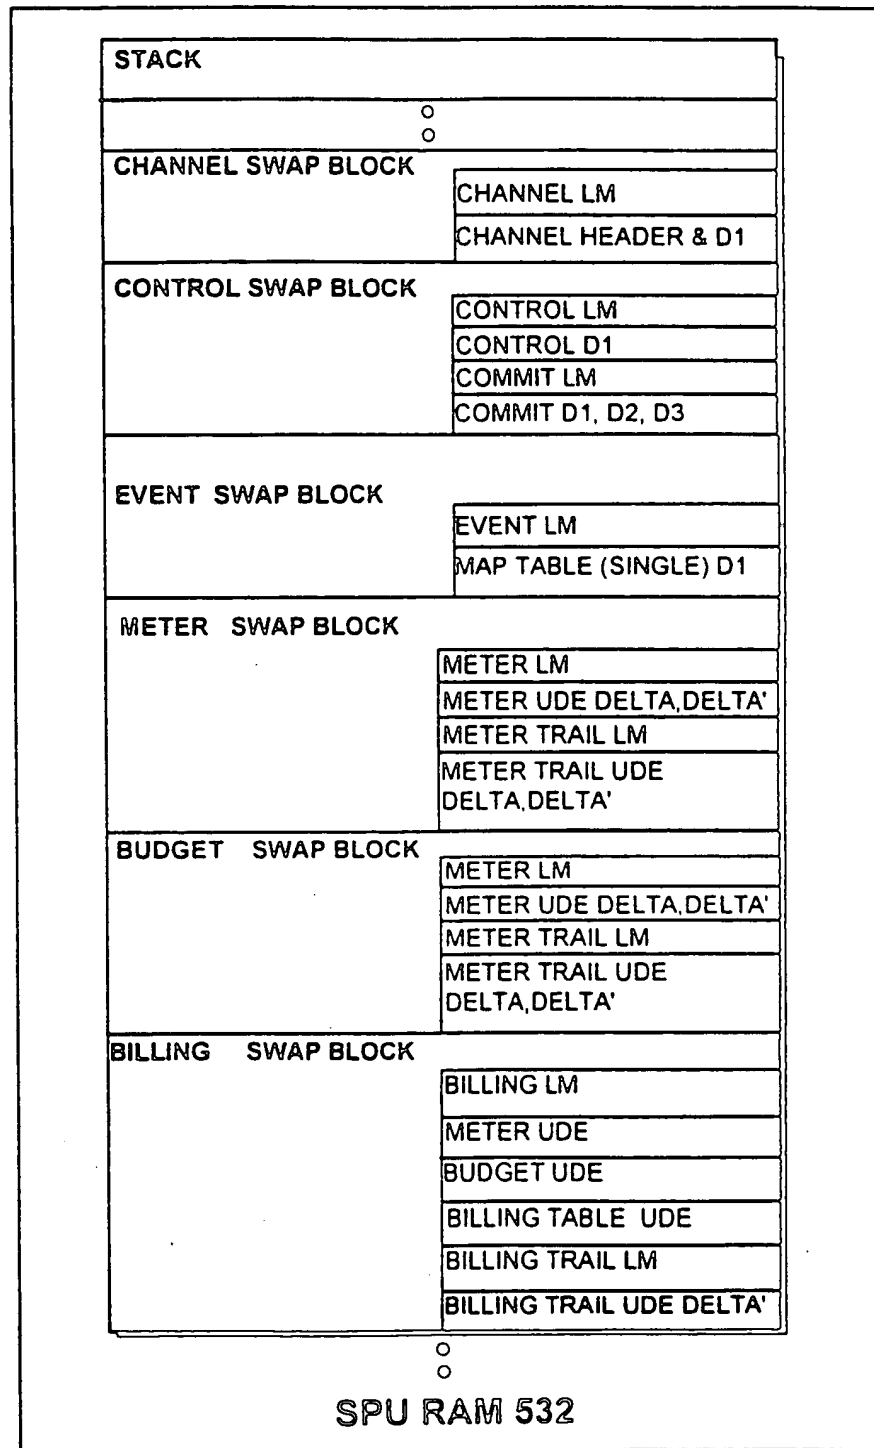 STACK
CHANNEL SWAP BLOCK
CHANNEL LM
CHANNEL HEADER & D1
CONTROL SWAP BLOCK
CONTROL LM
CONTROL D1
COMMIT LM
COMMIT D1, D2, D3
EVENT SWAP BLOCK
EVENT LM
MAP TABLE (SINGLE) D1
METER SWAP BLOCK
METER LM
METER UDE DELTA,DELTA'
METER TRAIL LM
METER TRAIL UDE
DELTA,DELTA'
BUDGET SWAP BLOCK
METER LM
METER UDE DELTA,DELTA'
METER TRAIL LM
METER TRAIL UDE
DELTA,DELTA'
BILLING SWAP BLOCK
BILLING LM
METER UDE
BUDGET UDE
BILLING TABLE UDE
BILLING TRAIL LM
BILLING TRAIL UDE DELTA'
SPU RAM 532